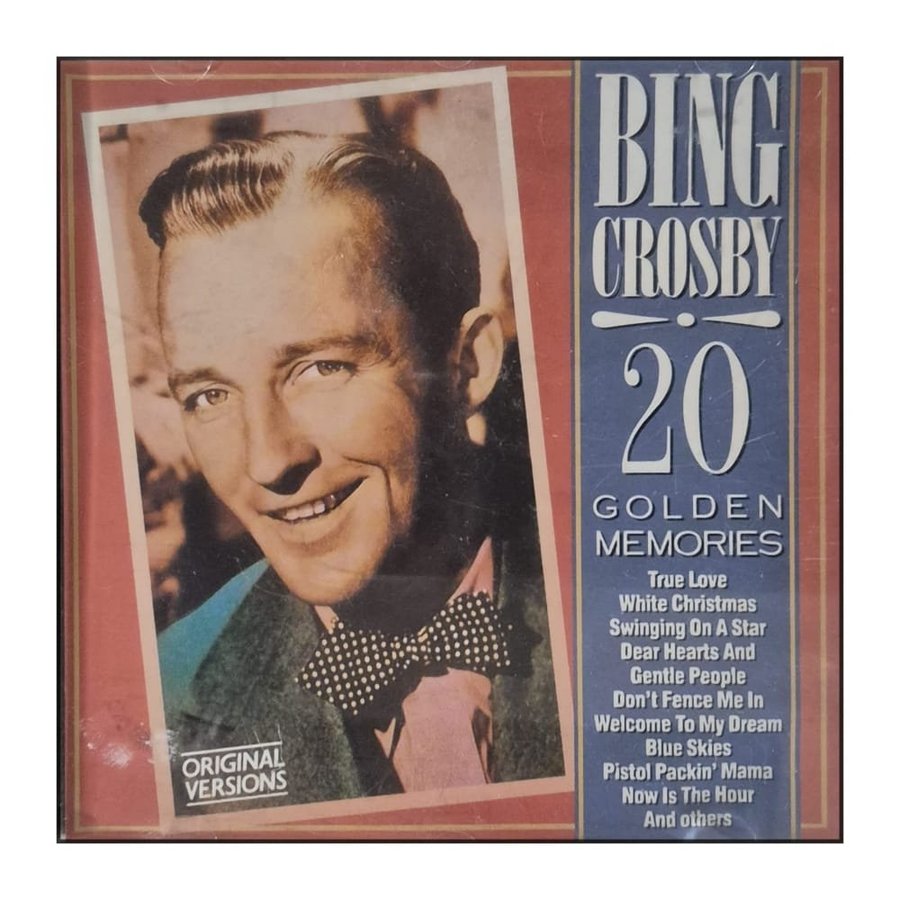 BING
CROSBY
20
GOLDEN
MEMORIES
True Love
White Christmas
Swinging On A Star
Dear Hearts And
Gentle People
Don't Fence Me In
Welcome To My Dream
Blue Skies
Pistol Packin' Mama
Now Is The Hour
And others
ORIGINAL
VERSIONS